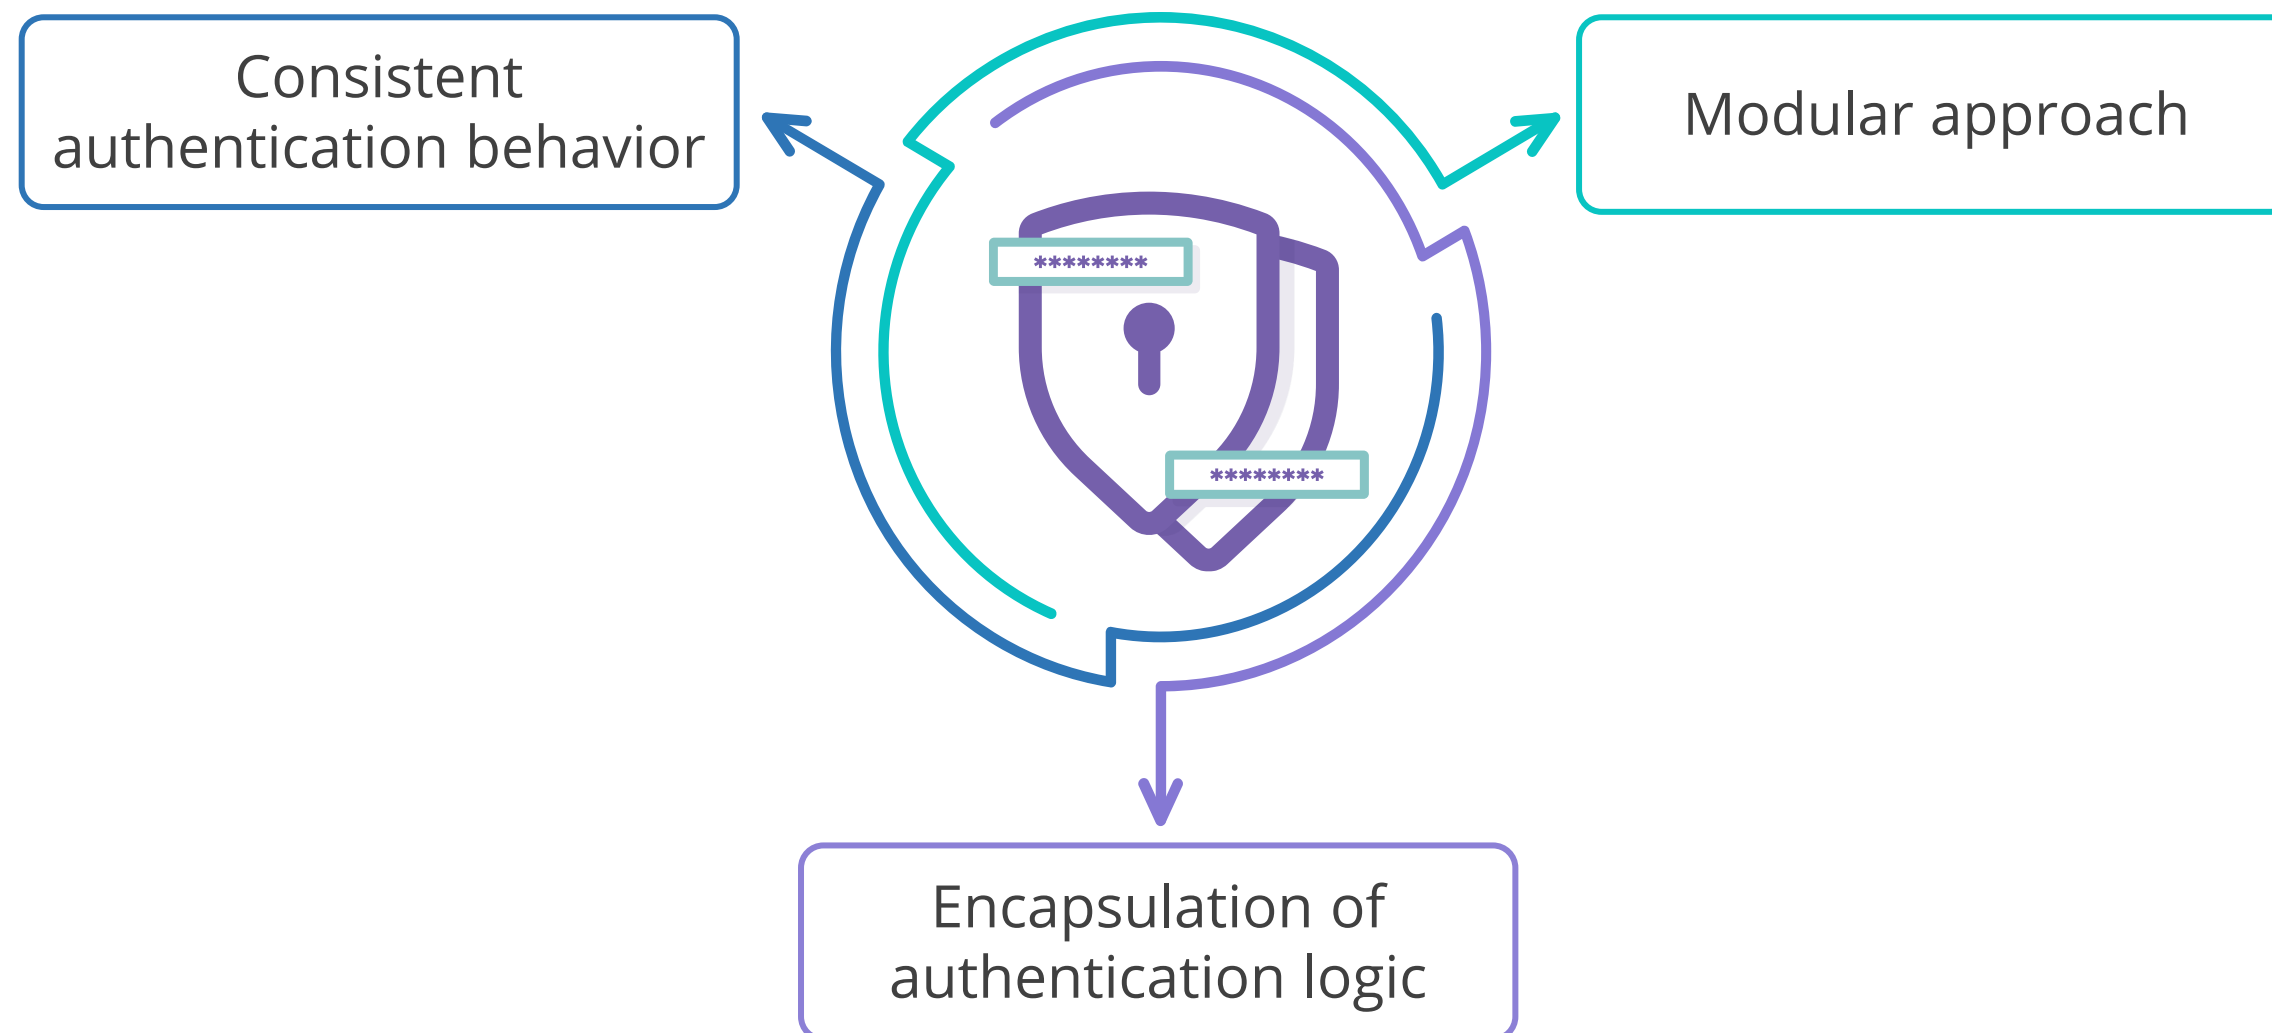 Consistent
authentication behavior
Modular approach
********
********
Encapsulation of
authentication logic